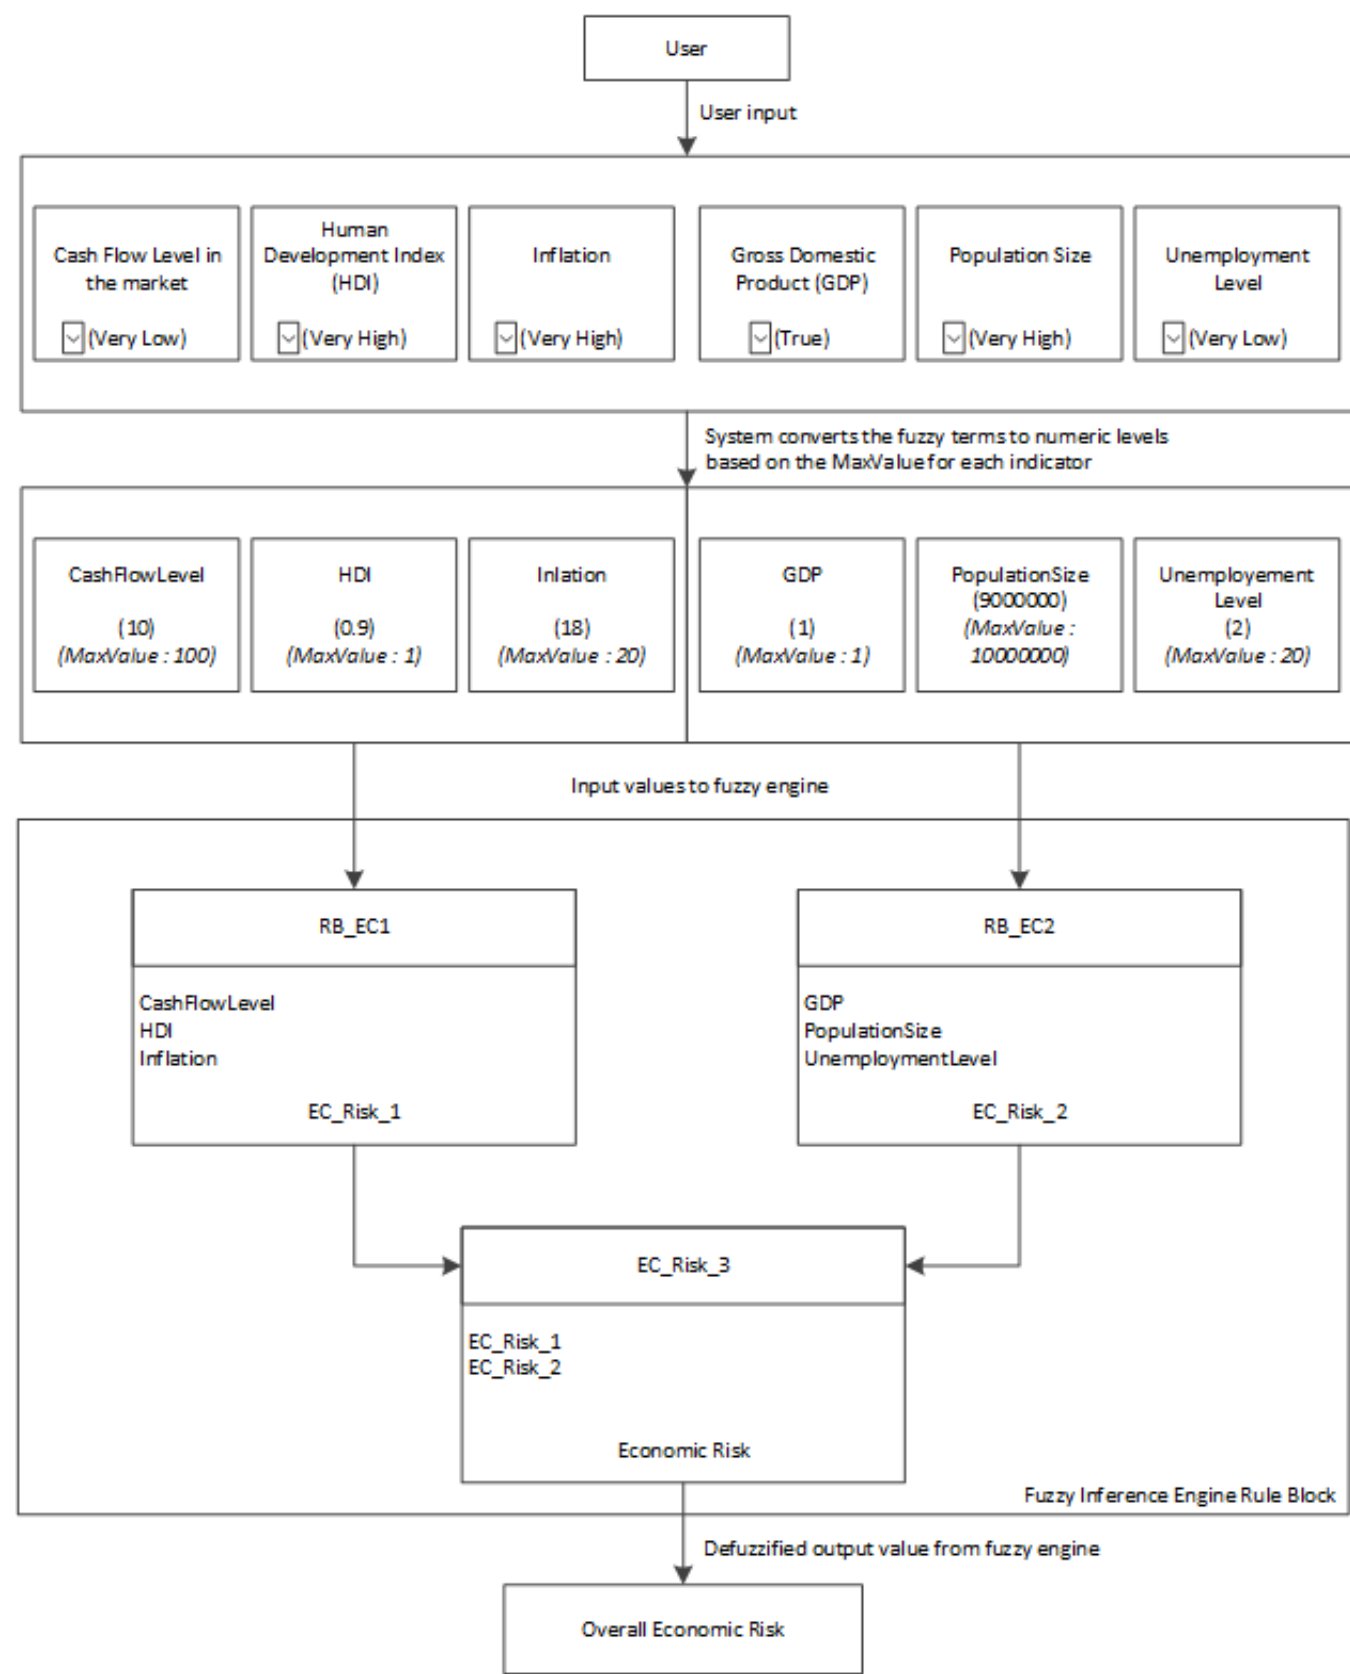 User
User input
Cash Flow Level in
the market
(Very Low)
Human
Development Index
(HDI)
(Very High)
Inflation
(Very High)
Gross Domestic
Product (GDP)
(True)
Population Size
(Very High)
Unemployment
Level
(Very Low)
System converts the fuzzy terms to numeric levels
based on the MaxValue for each indicator
CashFlowLevel
(10)
(MaxValue : 100)
HDI
(0.9)
(MaxValue : 1)
Inlation
(18)
(MaxValue : 20)
GDP
(1)
(MaxValue : 1)
PopulationSize
(9000000)
(MaxValue :
10000000)
Unemployement
Level
(2)
(MaxValue : 20)
Input values to fuzzy engine
RB_EC1
CashFlowLevel
HDI
Inflation
EC_Risk_1
RB_EC2
GDP
PopulationSize
UnemploymentLevel
EC_Risk_2
EC_Risk_3
EC_Risk_1
EC_Risk_2
Economic Risk
Fuzzy Inference Engine Rule Block
Defuzzified output value from fuzzy engine
Overall Economic Risk